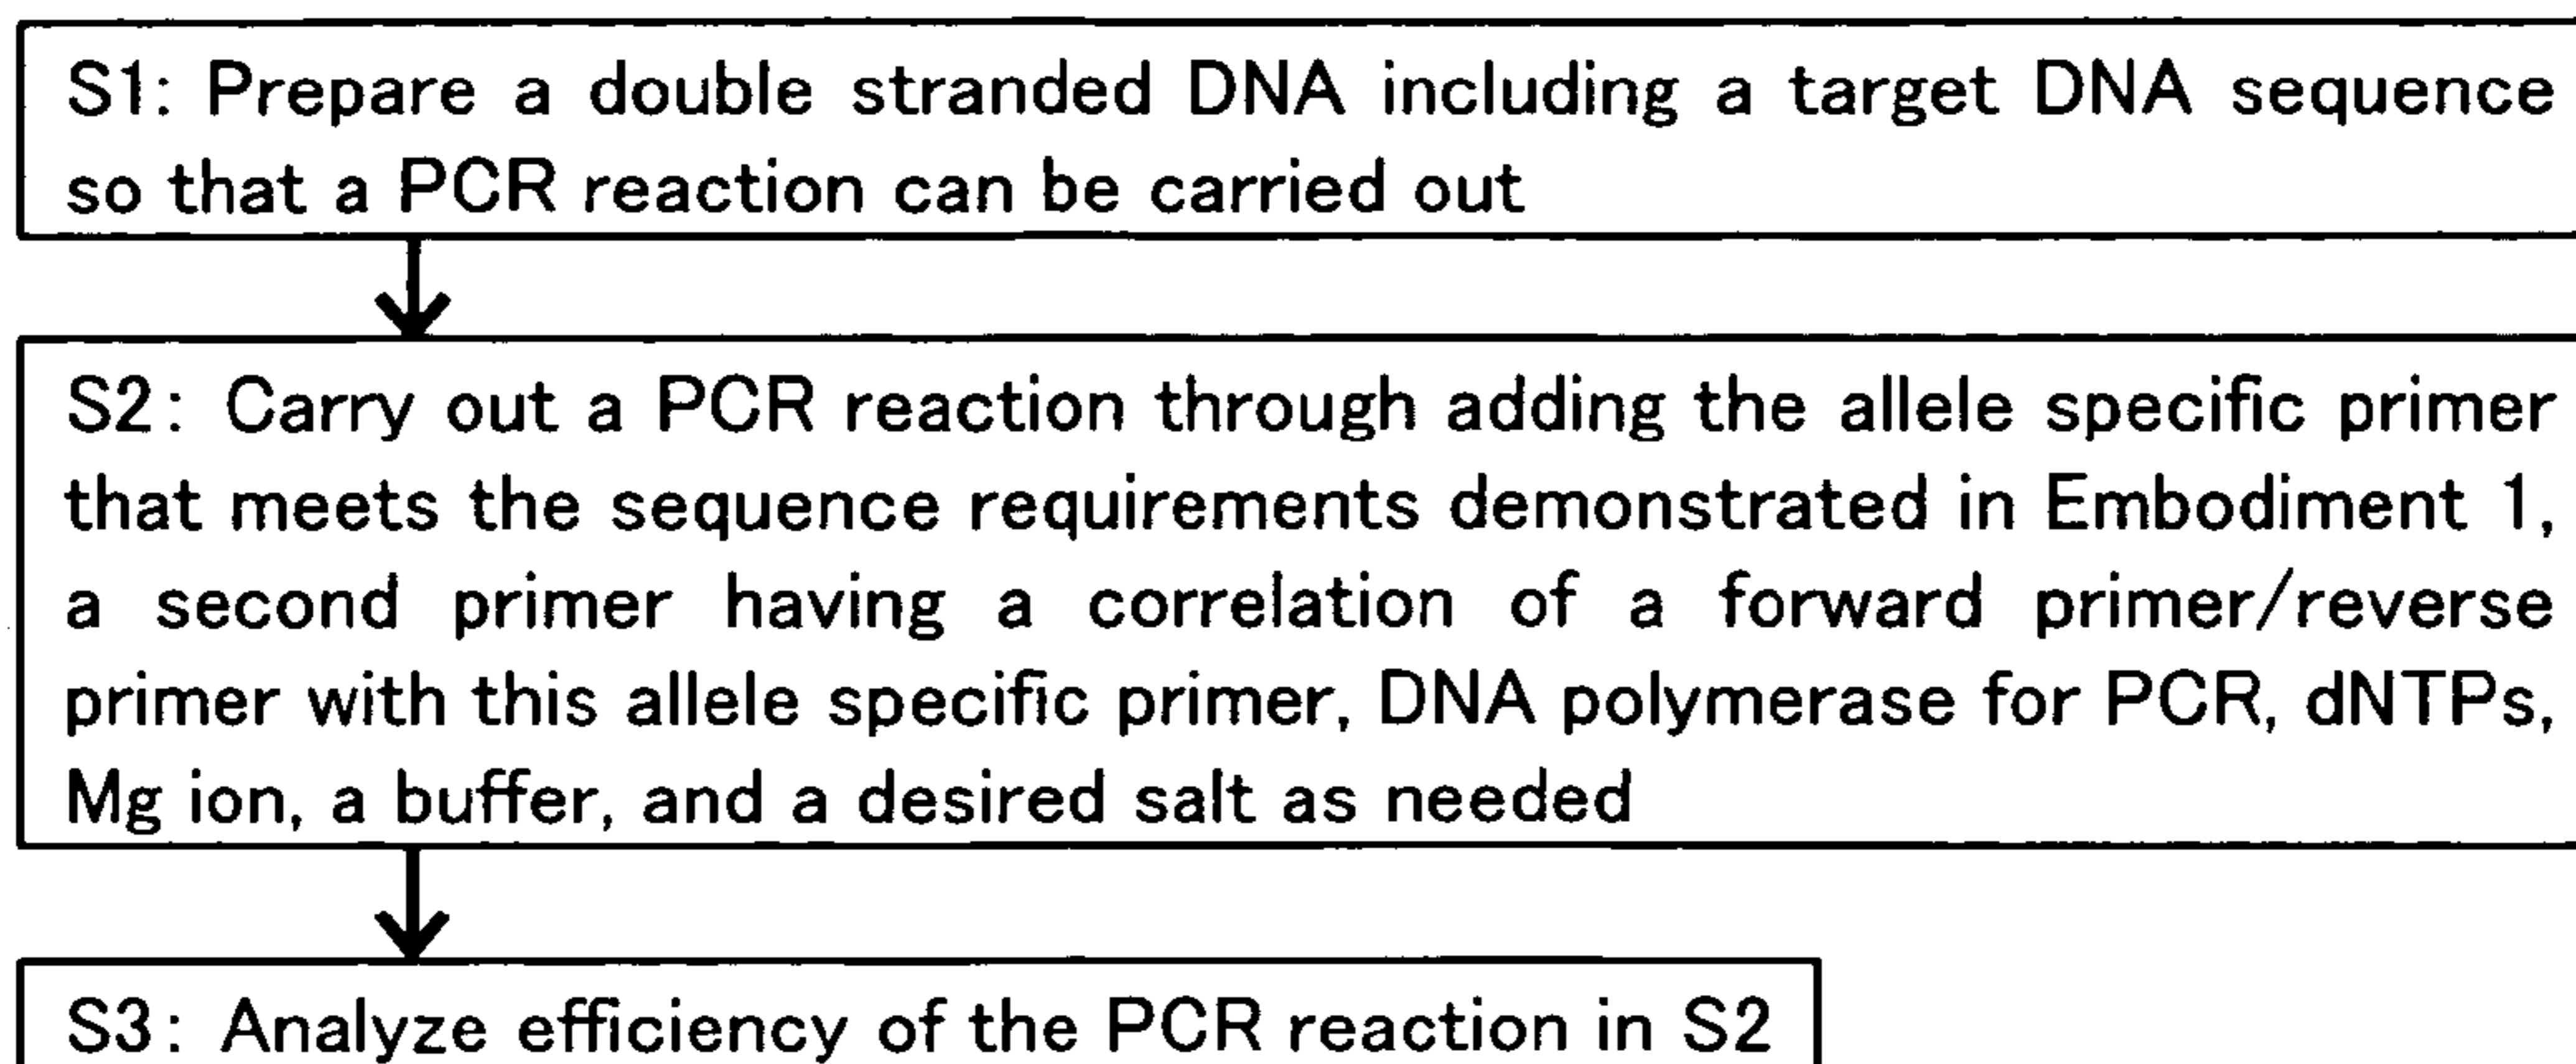 S1: Prepare a double stranded DNA including a target DNA sequence
so that a PCR reaction can be carried out
S2: Carry out a PCR reaction through adding the allele specific primer
that meets the sequence requirements demonstrated in Embodiment 1,
a second primer having a correlation of a forward primer/reverse
primer with this allele specific primer, DNA polymerase for PCR, dNTPs,
Mg ion, a buffer, and a desired salt as needed
S3: Analyze efficiency of the PCR reaction in S2